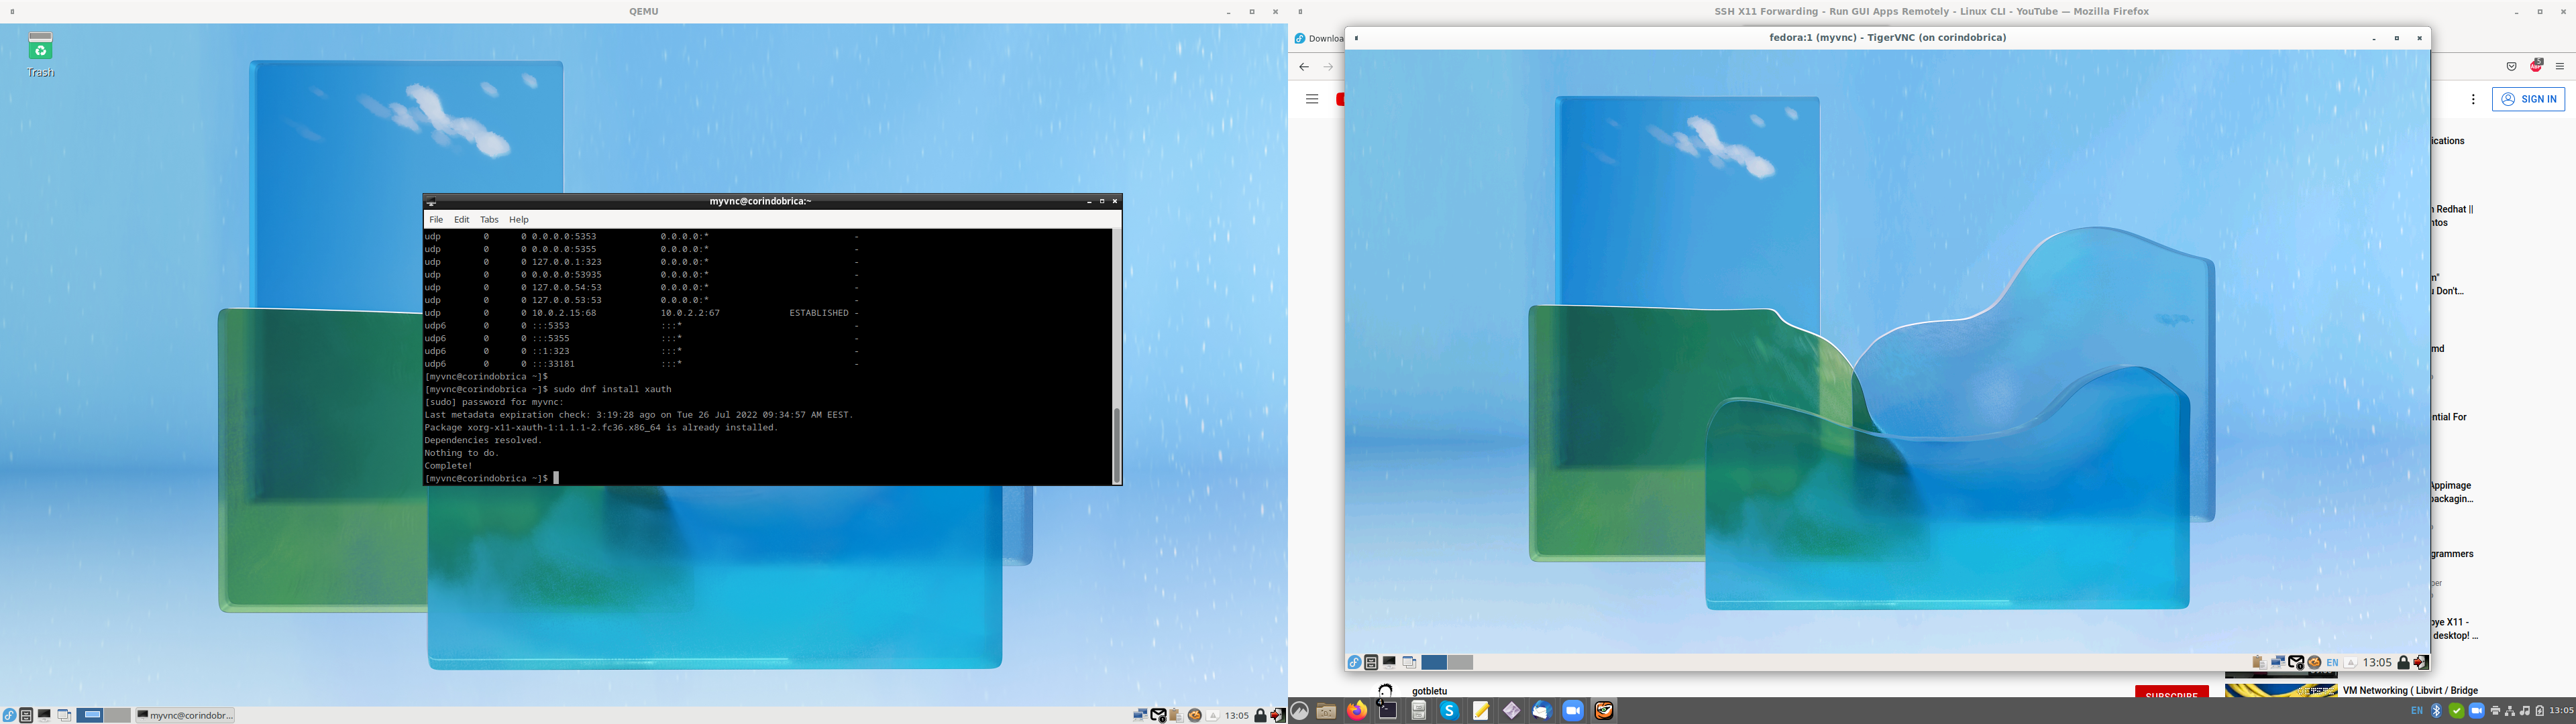 QEMU
Trash
myvnc@corindobrica:~
File Edit Tabs Help
udp 0 0 0.0.0.0:5353 0.0.0.0:* -
udp 0 0 0.0.0.0:5355 0.0.0.0:* -
udp 0 0 127.0.0.1:323 0.0.0.0:* -
udp 0 0 0.0.0.0:53935 0.0.0.0:* -
udp 0 0 127.0.0.54:53 0.0.0.0:* -
udp 0 0 127.0.0.53:53 0.0.0.0:* -
udp 0 0 10.0.2.15:68 10.0.2.2:67 ESTABLISHED -
udp6 0 0 :::5353 :::* -
udp6 0 0 :::5355 :::* -
udp6 0 0 ::1:323 :::* -
udp6 0 0 :::33181 :::* -
[myvnc@corindobrica ~]$
[myvnc@corindobrica ~]$ sudo dnf install xauth
[sudo] password for myvnc:
Last metadata expiration check: 3:19:28 ago on Tue 26 Jul 2022 09:34:57 AM EEST.
Package xorg-x11-xauth-1:1.1.1-2.fc36.x86_64 is already installed.
Dependencies resolved.
Nothing to do.
Complete!
[myvnc@corindobrica ~]$
myvnc@corindobr...
13:05
SSH X11 Forwarding - Run GUI Apps Remotely - Linux CLI - YouTube — Mozilla Firefox
Downloa
fedora:1 (myvnc) - TigerVNC (on corindobrica)
5
SIGN IN
ications
n Redhat ||
ntos
n"
u Don't...
md
ential For
Appimage
packagin...
grammers
per
bye X11 -
desktop! ...
EN
13:05
gotbletu
SUBSCRIBE
VM Networking ( Libvirt / Bridge
4
EN
13:05